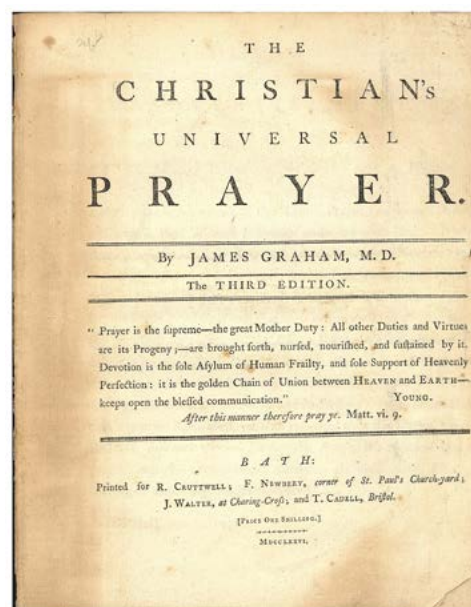 THE
CHRISTIAN's
UNIVERSAL
PRAYER.
By JAMES GRAHAM, M.D.
The THIRD EDITION.
“ Prayer is the ſupreme—the great Mother Duty: All other Duties and Virtues
are its Progeny;—are brought forth, nurſed, nouriſhed, and ſuſtained by it.
Devotion is the ſole Aſylum of Human Frailty, and ſole Support of Heavenly
Perfection: it is the golden Chain of Union between HEAVEN and EARTH—
keeps open the bleſſed communication.” YOUNG.
After this manner therefore pray ye. Matt. vi. 9.
BATH:
Printed for R. CRUTTWELL; F. NEWBERY, corner of St. Paul's Church-yard;
J. WALTER, at Charing-Croſs; and T. CADELL, Briſtol.
[PRICE ONE SHILLING.]
MDCCLXXVI.